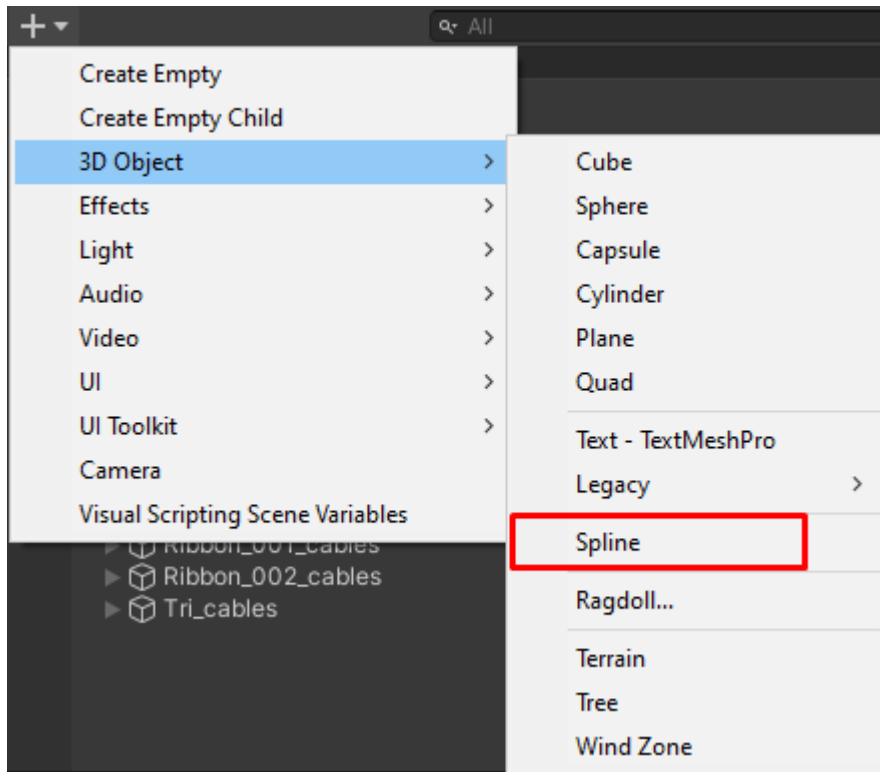 All
Create Empty
Create Empty Child
3D Object
Effects
Light
Audio
Video
UI
UI Toolkit
Camera
Visual Scripting Scene Variables
Cube
Sphere
Capsule
Cylinder
Plane
Quad
Text - TextMeshPro
Legacy
Spline
Ragdoll...
Terrain
Tree
Wind Zone
Ribbon_001_cables
Ribbon_002_cables
Tri_cables